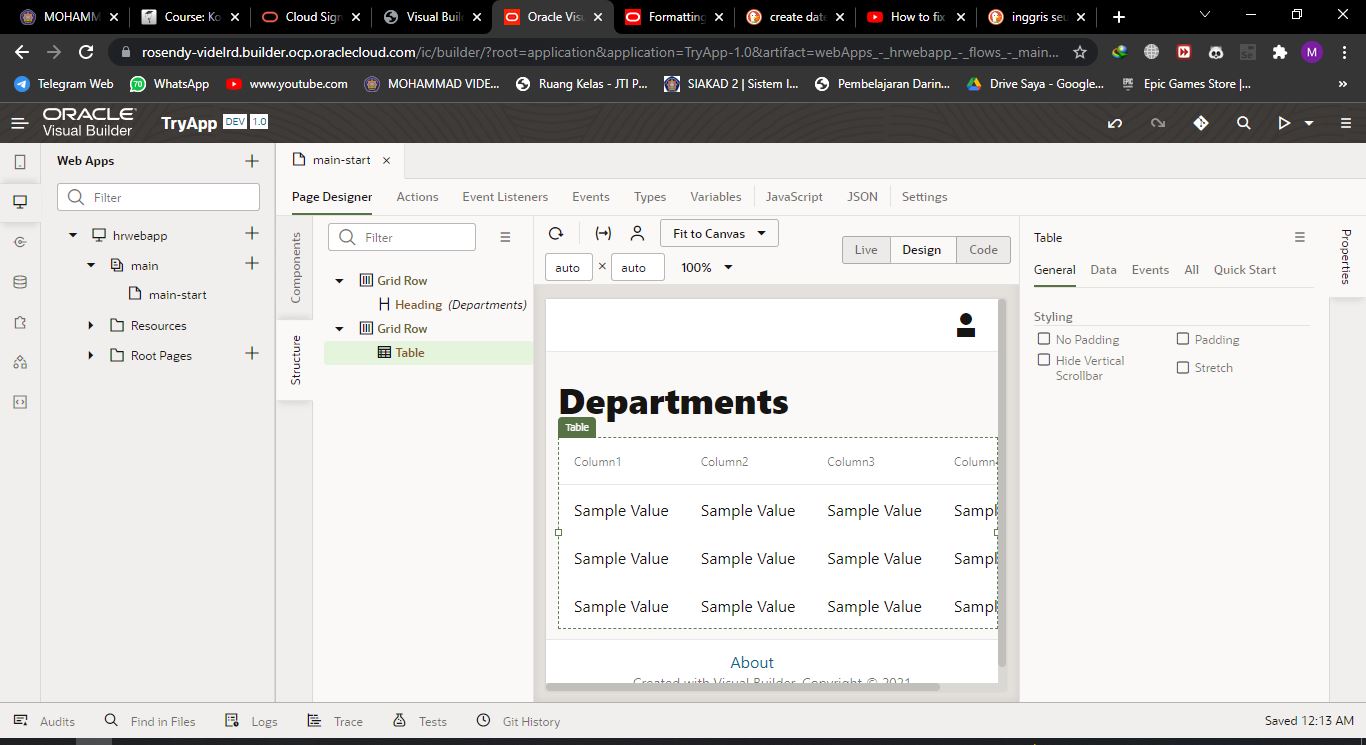 MOHAMM
Course: Ko
Cloud Sign
Visual Buil
Oracle Visu
Formatting
create date
How to fix
inggris seu
rosendy-videlrd.builder.ocp.oraclecloud.com/ic/builder/?root=application&application=TryApp-1.0&artifact=webApps_-_hrwebapp_-_flows_-_main...
M
Telegram Web
WhatsApp
www.youtube.com
MOHAMMAD VIDE...
Ruang Kelas - JTI P...
SIAKAD 2 | Sistem I...
Pembelajaran Darin...
Drive Saya - Google...
Epic Games Store |...
»
ORACLE
Visual Builder
TryApp
DEV
1.0
Web Apps
Filter
hrwebapp
main
main-start
Resources
Root Pages
main-start
Page Designer
Actions
Event Listeners
Events
Types
Variables
JavaScript
JSON
Settings
Components
Structure
Filter
Grid Row
Heading (Departments)
Grid Row
Table
Fit to Canvas
auto × auto
100%
Live
Design
Code
Departments
Table
Column1 Column2 Column3 Column
Sample Value Sample Value Sample Value Sampl
Sample Value Sample Value Sample Value Sampl
Sample Value Sample Value Sample Value Sampl
About
Created with Visual Builder. Copyright © 2021
Table
General
Data
Events
All
Quick Start
Styling
No Padding
Padding
Hide Vertical
Scrollbar
Stretch
Properties
Audits
Find in Files
Logs
Trace
Tests
Git History
Saved 12:13 AM